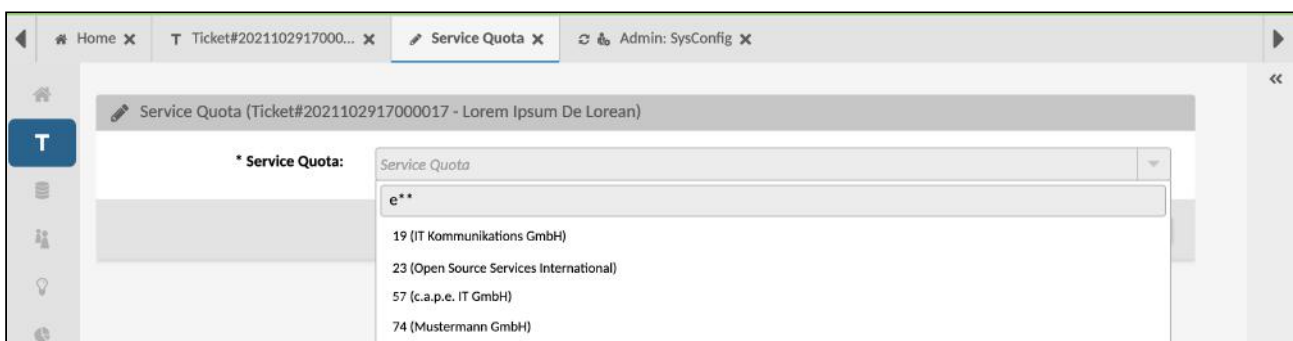 Home T Ticket#2021102917000... Service Quota Admin: SysConfig
Service Quota (Ticket#2021102917000017 - Lorem Ipsum De Lorean)
T
* Service Quota:
Service Quota
e**
19 (IT Kommunikations GmbH)
23 (Open Source Services International)
57 (c.a.p.e. IT GmbH)
74 (Mustermann GmbH)